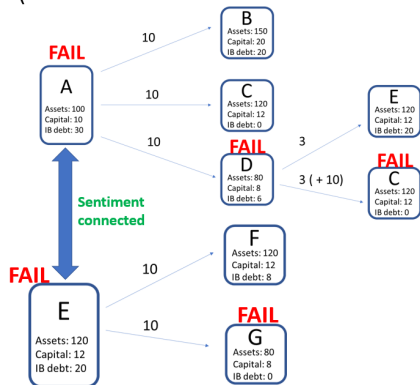 (
FAIL
A
Assets: 100
Capital: 10
IB debt: 30
10
B
Assets: 150
Capital: 20
IB debt: 20
10
C
Assets: 120
Capital: 12
IB debt: 0
10
FAIL
D
Assets: 80
Capital: 8
IB debt: 6
3
E
Assets: 120
Capital: 12
IB debt: 20
3 ( + 10)
FAIL
C
Assets: 120
Capital: 12
IB debt: 0
Sentiment
connected
FAIL
E
Assets: 120
Capital: 12
IB debt: 20
10
F
Assets: 120
Capital: 12
IB debt: 8
10
FAIL
G
Assets: 80
Capital: 8
IB debt: 0